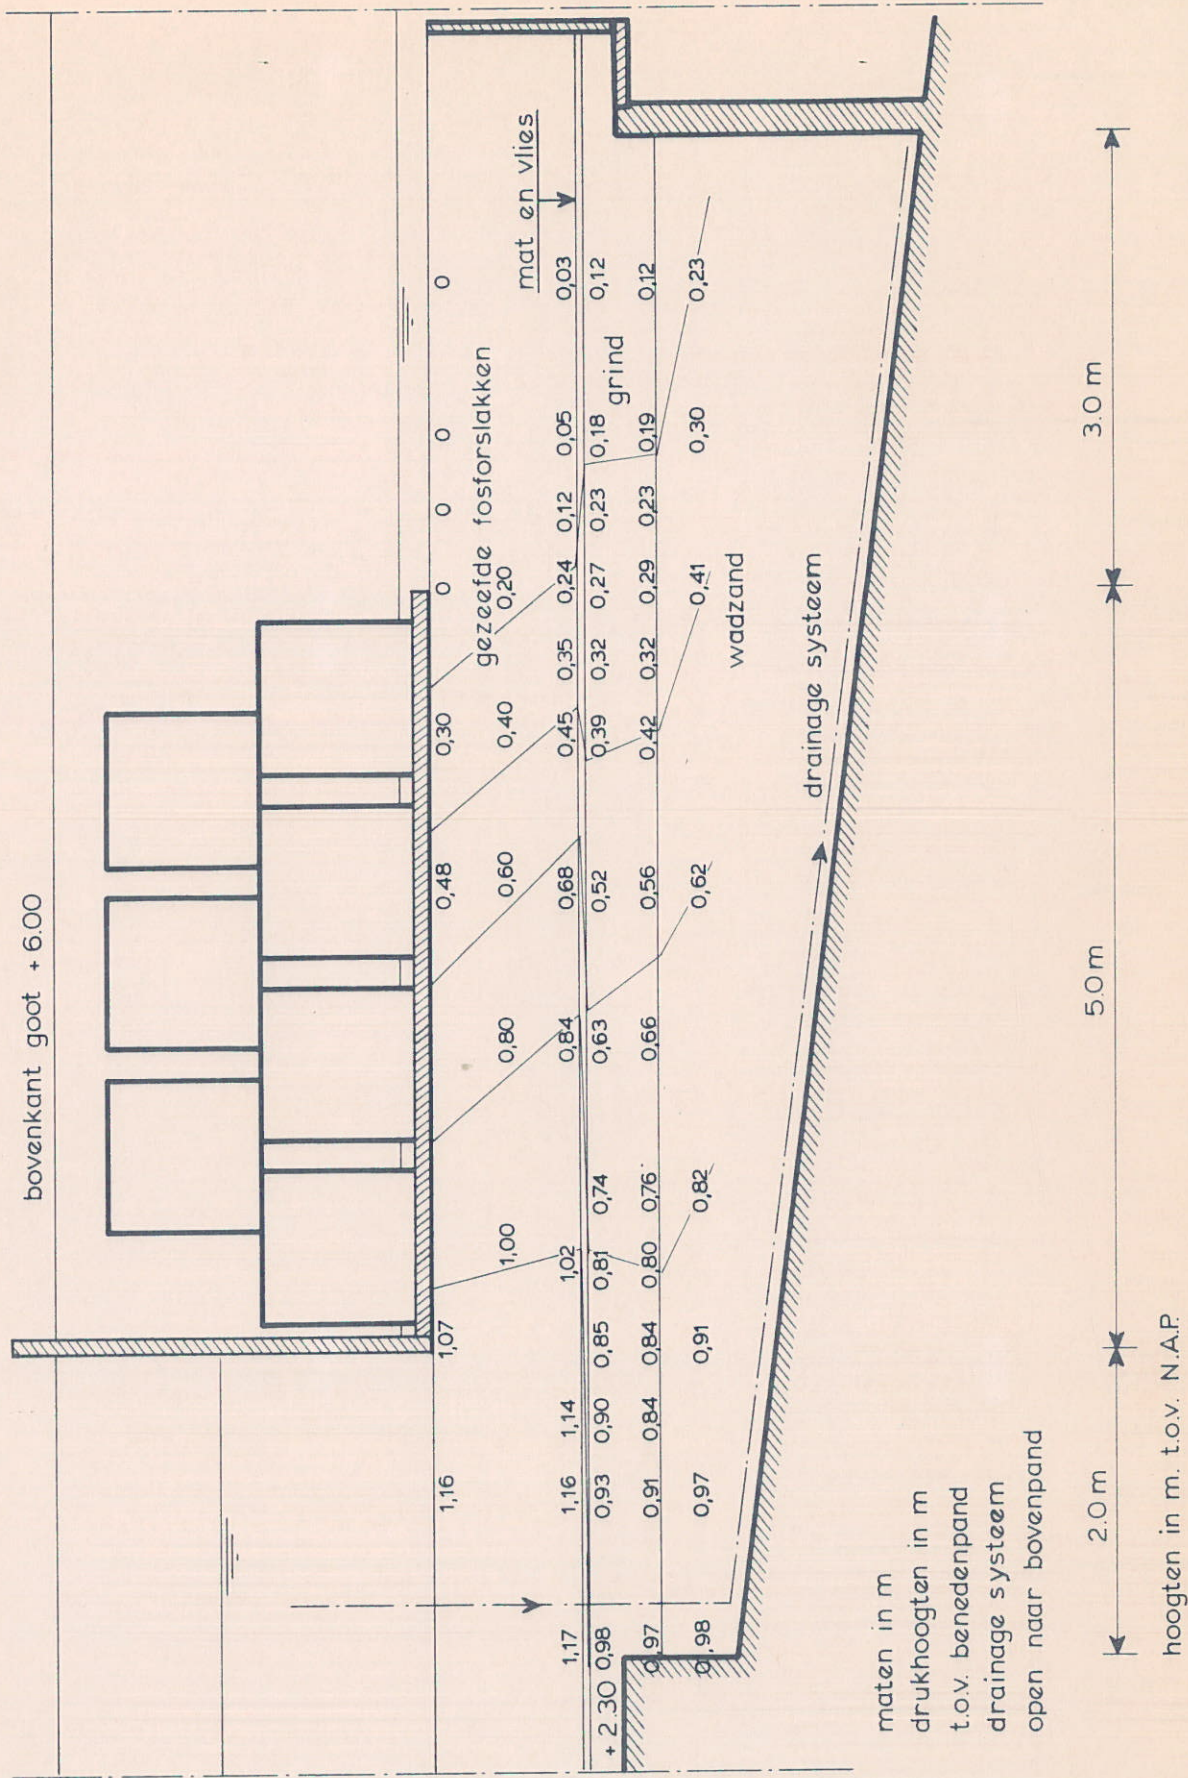 bovenkant goot + 6.00
1,16 1,07 0,48 0,30 0 0 0 0
1,00 0,80 0,60 0,40 0,20
gezeefde fosforslakken
mat en vlies
1,17 1,16 1,14 1,02 0,84 0,68 0,45 0,35 0,24 0,12 0,05 0,03
+ 2.30 0,98 0,93 0,90 0,85 0,81 0,74 0,63 0,52 0,39 0,32 0,27 0,23 0,18 0,12
grind
0,97 0,91 0,84 0,84 0,80 0,76 0,66 0,56 0,42 0,32 0,29 0,23 0,19 0,12
0,98 0,97 0,91 0,82 0,62 0,41 0,30 0,23
wadzand
drainage systeem
maten in m
drukhoogten in m
t.o.v. benedenpand
drainage systeem
open naar bovenpand
2.0 m 5.0 m 3.0 m
hoogten in m. t.o.v. N.A.P.